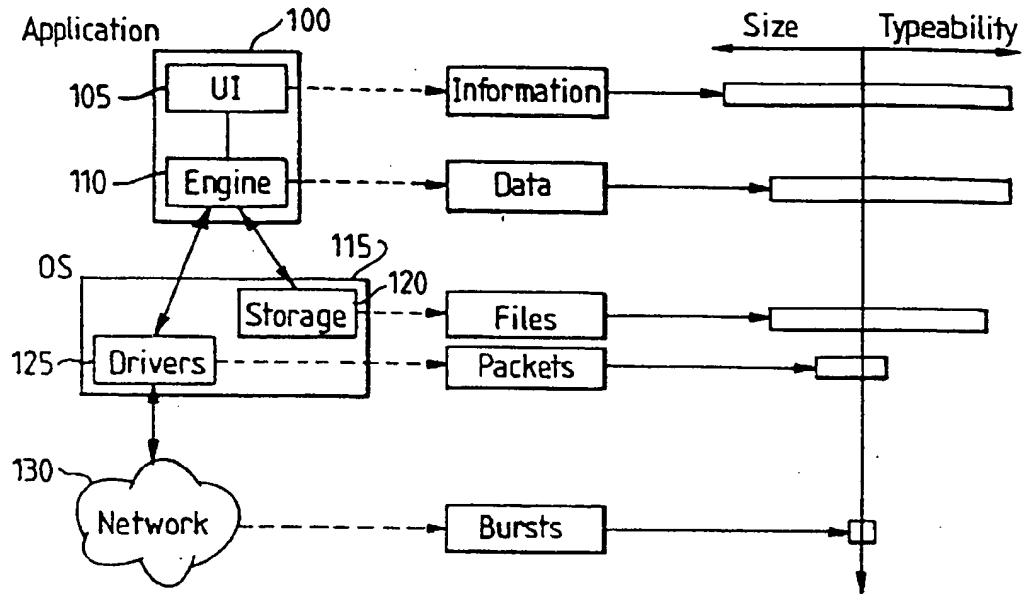 Application
100
Size
Typeability
105
UI
Information
110
Engine
Data
OS
115
120
Storage
Files
125
Drivers
Packets
130
Network
Bursts